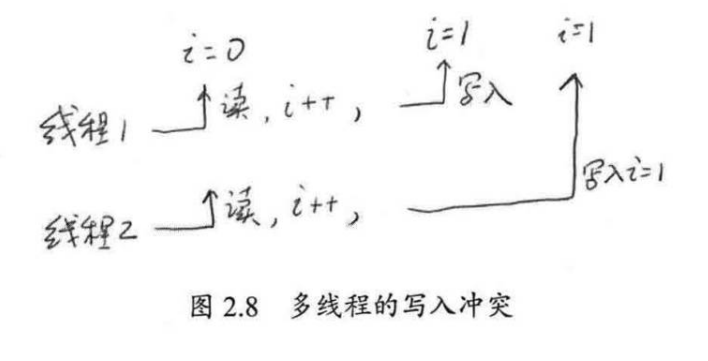 i=0 i=1 i=1
线程1 读, i++, 写入
写入i=1
线程2 读, i++,
图 2.8 多线程的写入冲突